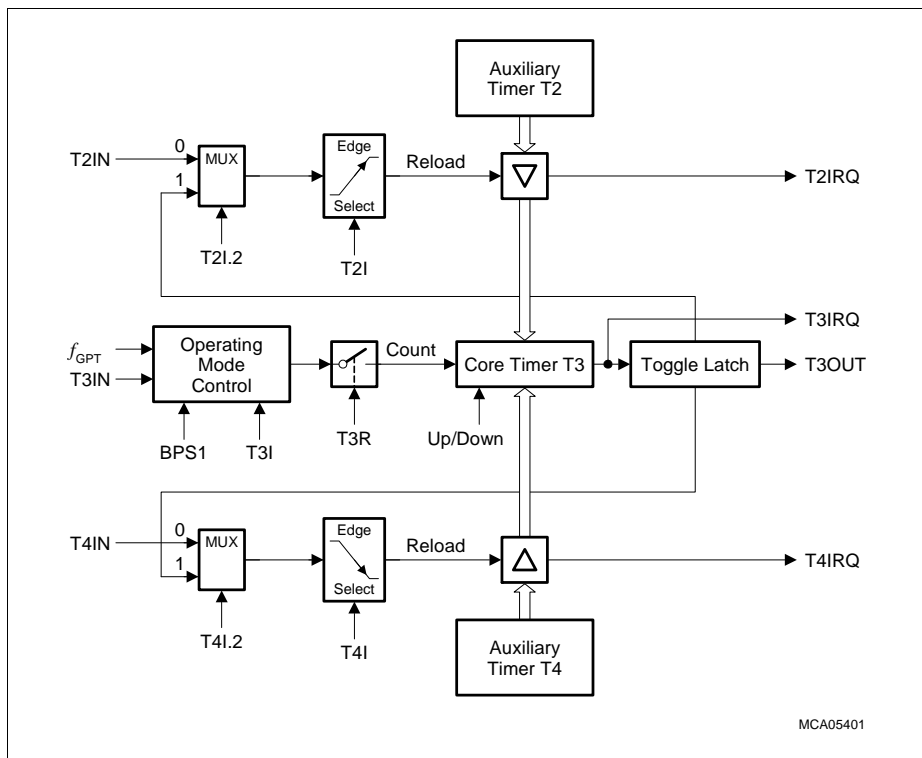 Auxiliary
Timer T2
T2IN
0
1
MUX
T2I.2
Edge
Select
T2I
Reload
T2IRQ
fGPT
T3IN
Operating
Mode
Control
BPS1
T3I
T3R
Count
Core Timer T3
Up/Down
Toggle Latch
T3IRQ
T3OUT
T4IN
0
1
MUX
T4I.2
Edge
Select
T4I
Reload
T4IRQ
Auxiliary
Timer T4
MCA05401